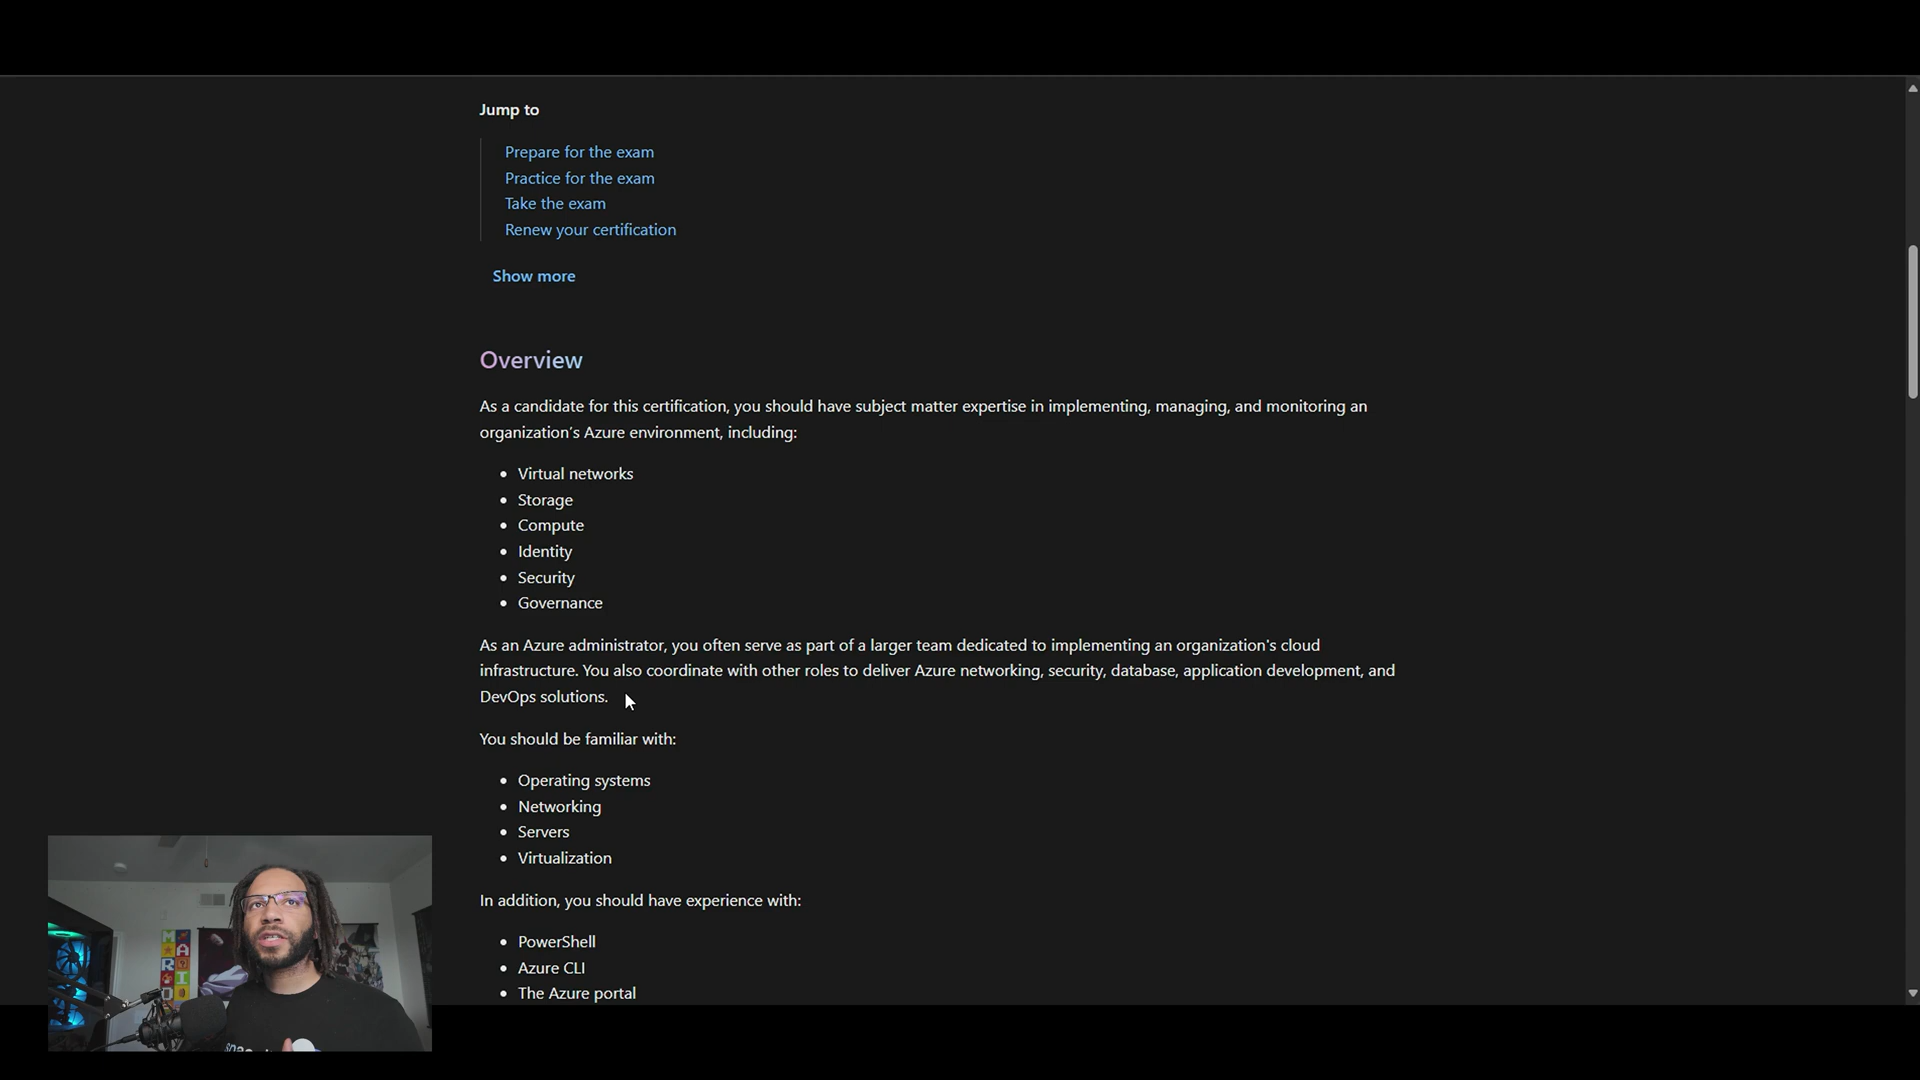 Jump to
Prepare for the exam
Practice for the exam
Take the exam
Renew your certification
Show more
Overview
As a candidate for this certification, you should have subject matter expertise in implementing, managing, and monitoring an
organization's Azure environment, including:
• Virtual networks
• Storage
• Compute
• Identity
• Security
• Governance
As an Azure administrator, you often serve as part of a larger team dedicated to implementing an organization's cloud
infrastructure. You also coordinate with other roles to deliver Azure networking, security, database, application development, and
DevOps solutions.
You should be familiar with:
• Operating systems
• Networking
• Servers
• Virtualization
In addition, you should have experience with:
• PowerShell
• Azure CLI
• The Azure portal